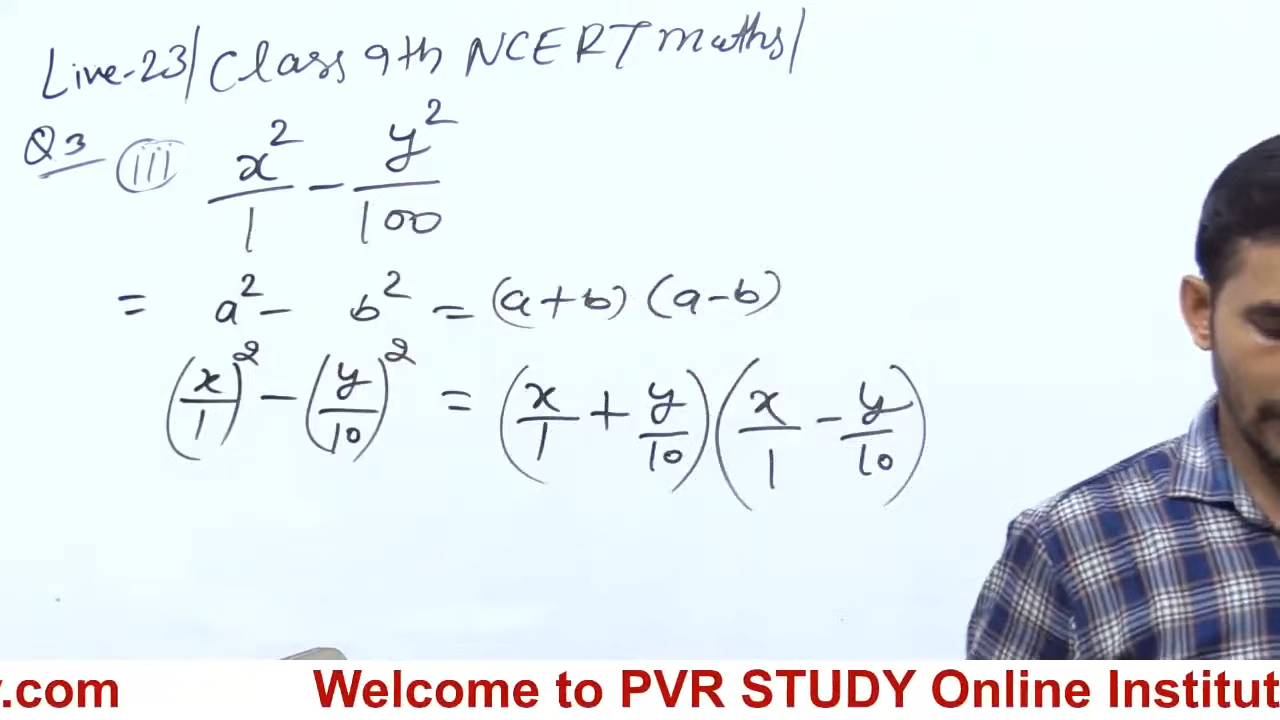 Live-23/ Class 9th NCERT maths/
Q3 (iii) x²/1 - y²/100
= a² - b² = (a+b) (a-b)
(x/1)² - (y/10)² = (x/1 + y/10) (x/1 - y/10)
y.com Welcome to PVR STUDY Online Institut